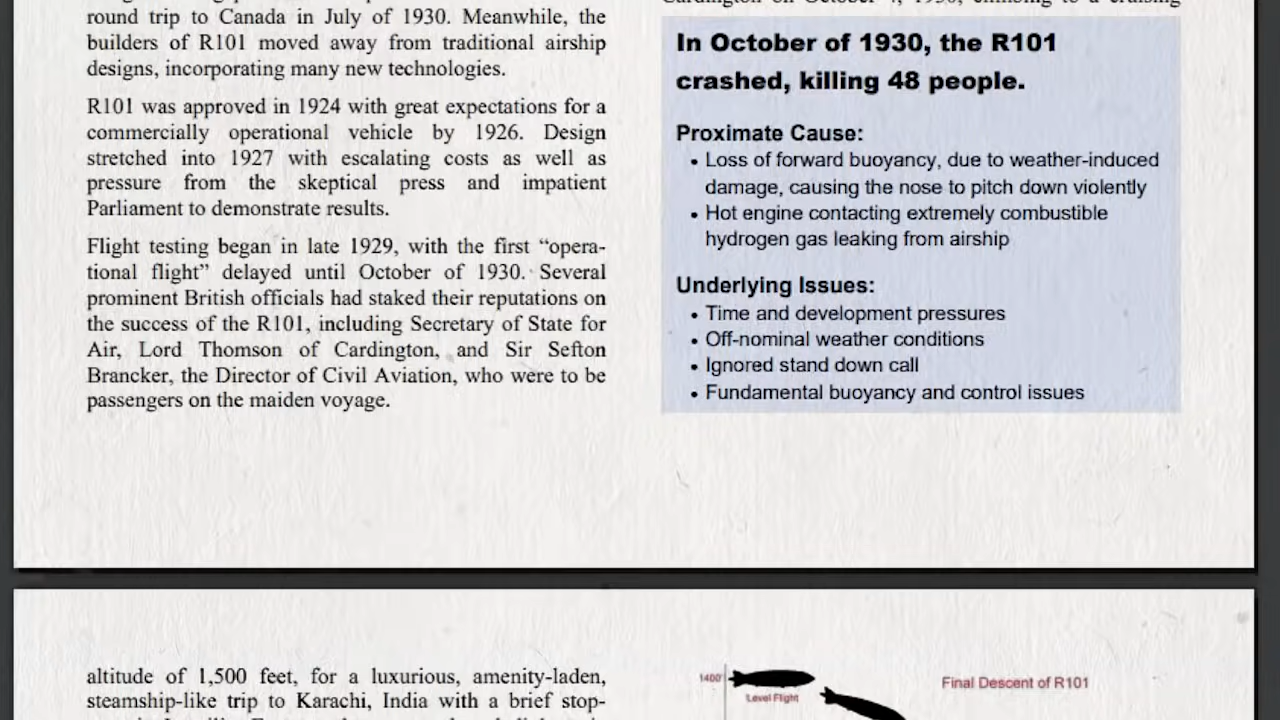 round trip to Canada in July of 1930. Meanwhile, the
builders of R101 moved away from traditional airship
designs, incorporating many new technologies.
R101 was approved in 1924 with great expectations for a
commercially operational vehicle by 1926. Design
stretched into 1927 with escalating costs as well as
pressure from the skeptical press and impatient
Parliament to demonstrate results.
Flight testing began in late 1929, with the first “opera-
tional flight” delayed until October of 1930. Several
prominent British officials had staked their reputations on
the success of the R101, including Secretary of State for
Air, Lord Thomson of Cardington, and Sir Sefton
Brancker, the Director of Civil Aviation, who were to be
passengers on the maiden voyage.
Cardington on October 4, 1930, climbing to a cruising
In October of 1930, the R101
crashed, killing 48 people.
Proximate Cause:
• Loss of forward buoyancy, due to weather-induced
damage, causing the nose to pitch down violently
• Hot engine contacting extremely combustible
hydrogen gas leaking from airship
Underlying Issues:
• Time and development pressures
• Off-nominal weather conditions
• Ignored stand down call
• Fundamental buoyancy and control issues
altitude of 1,500 feet, for a luxurious, amenity-laden,
steamship-like trip to Karachi, India with a brief stop-
1400'
Level Flight
Final Descent of R101